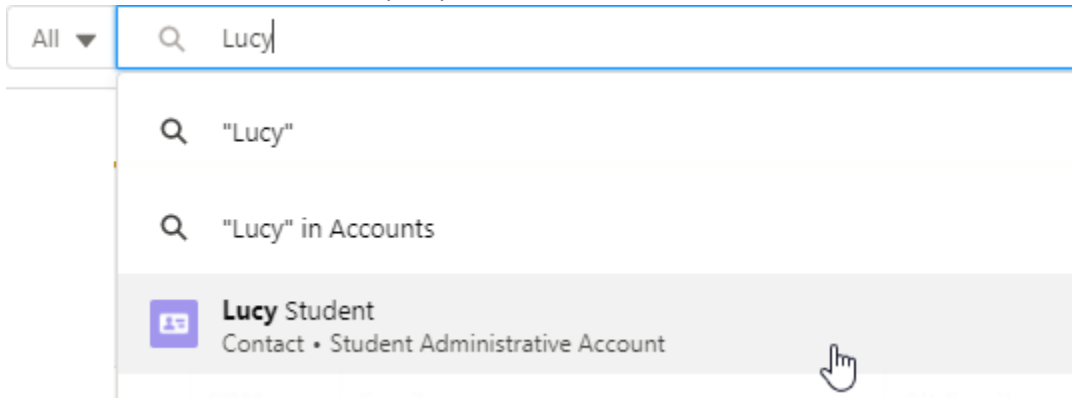 All
Lucy
"Lucy"
"Lucy" in Accounts
Lucy Student
Contact • Student Administrative Account